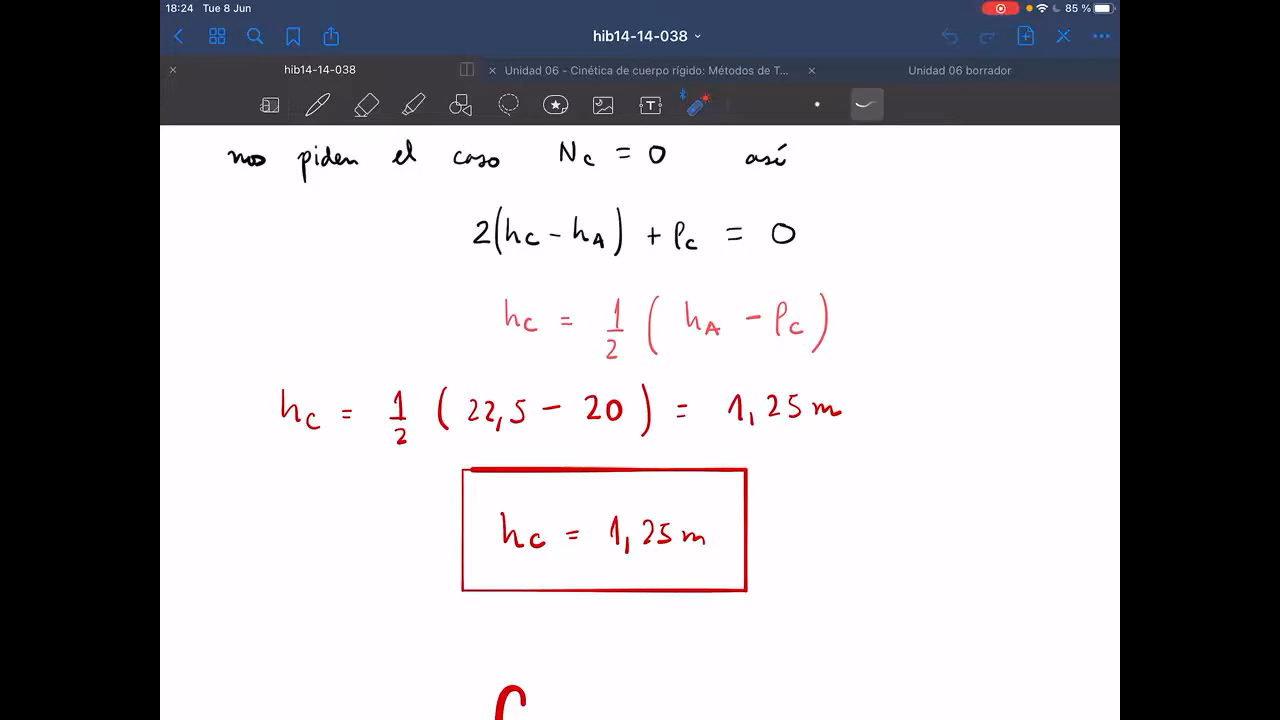 18:24 Tue 8 Jun 85 %
hib14-14-038
hib14-14-038 Unidad 06 - Cinética de cuerpo rígido: Métodos de T... Unidad 06 borrador
nos piden el caso Nc = 0 así
2(hc - hA) + ρc = 0
hc = 1/2 ( hA - ρc )
hc = 1/2 ( 22,5 - 20 ) = 1,25 m
hc = 1,25 m